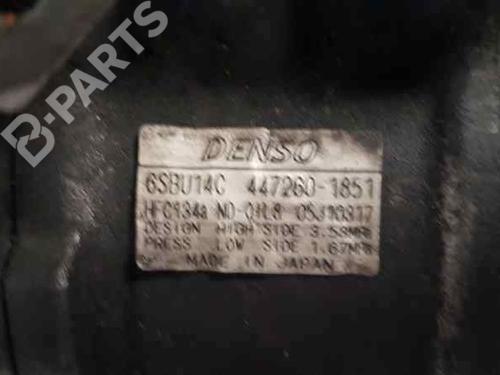 B-PARTS
DENSO
6SBU14C 447260-1851
HFC134a ND-OIL8 05J10317
DESIGN HIGH SIDE 3.53MPa
PRESS. LOW SIDE 1.67MPa
MADE IN JAPAN